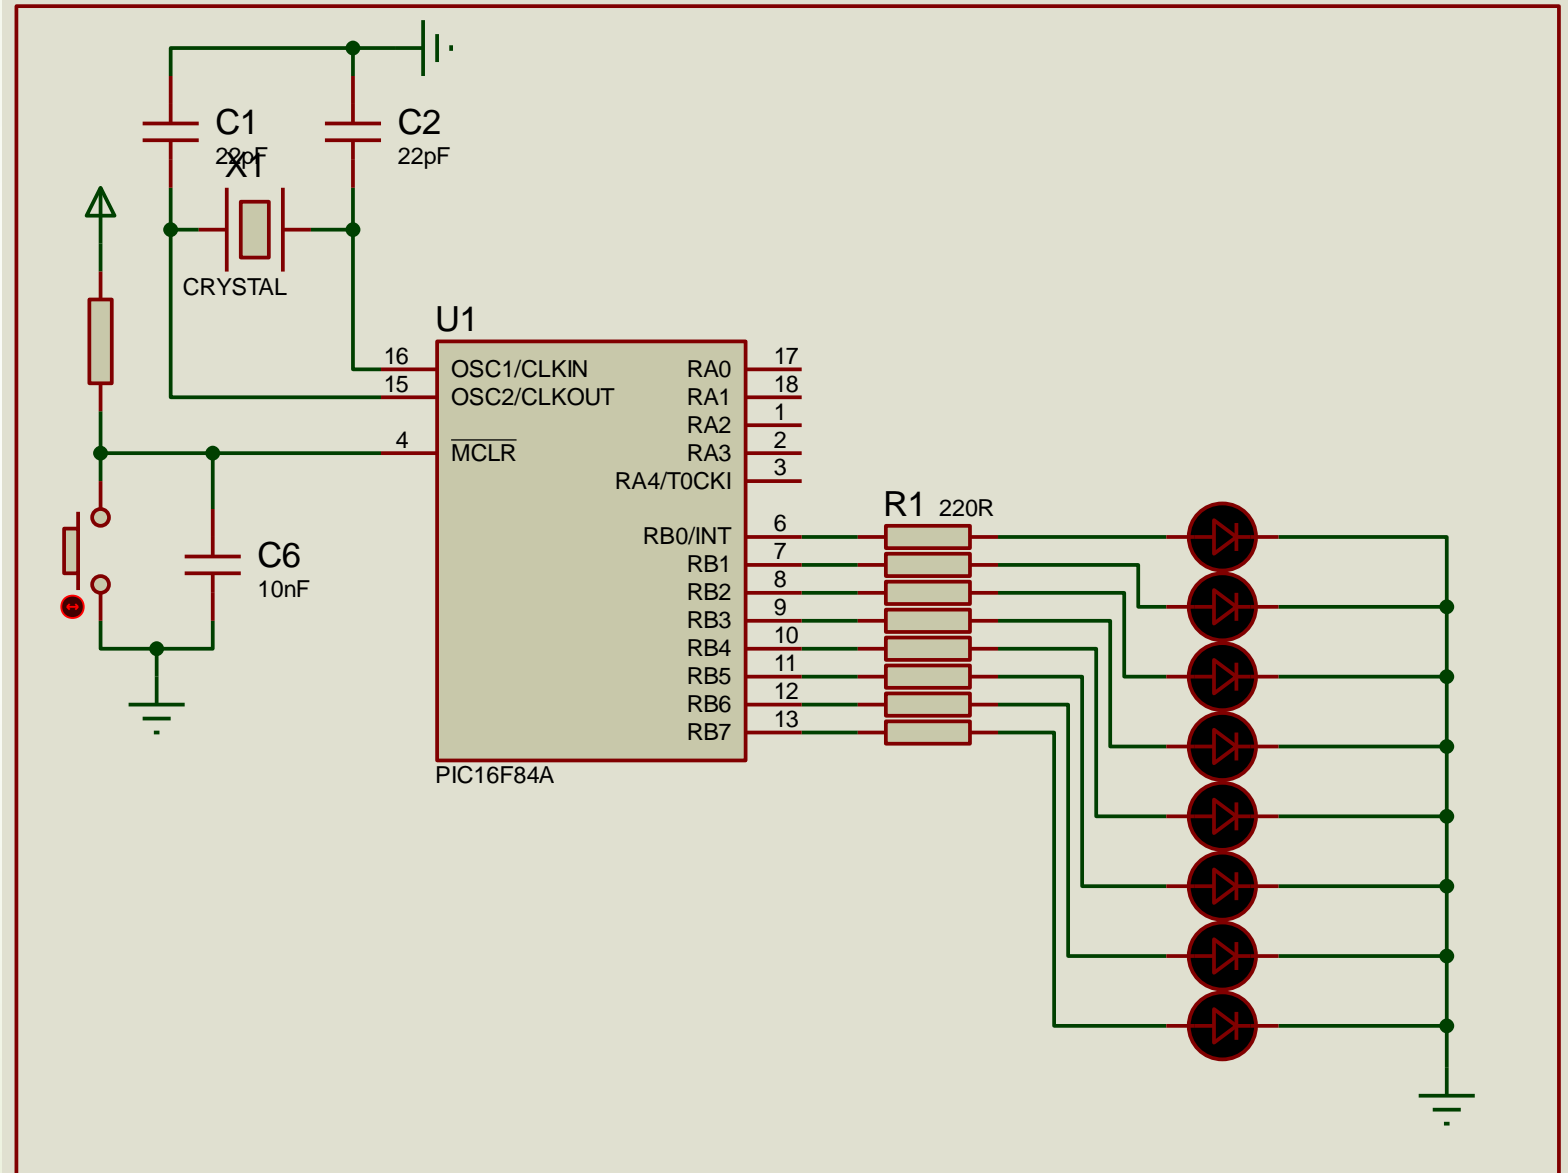 C1
22pF
C2
22pF
X1
CRYSTAL
U1
16 OSC1/CLKIN RA0 17
15 OSC2/CLKOUT RA1 18
RA2 1
4 MCLR RA3 2
RA4/T0CKI 3
R1 220R
RB0/INT 6
RB1 7
RB2 8
RB3 9
RB4 10
RB5 11
RB6 12
RB7 13
C6
10nF
PIC16F84A